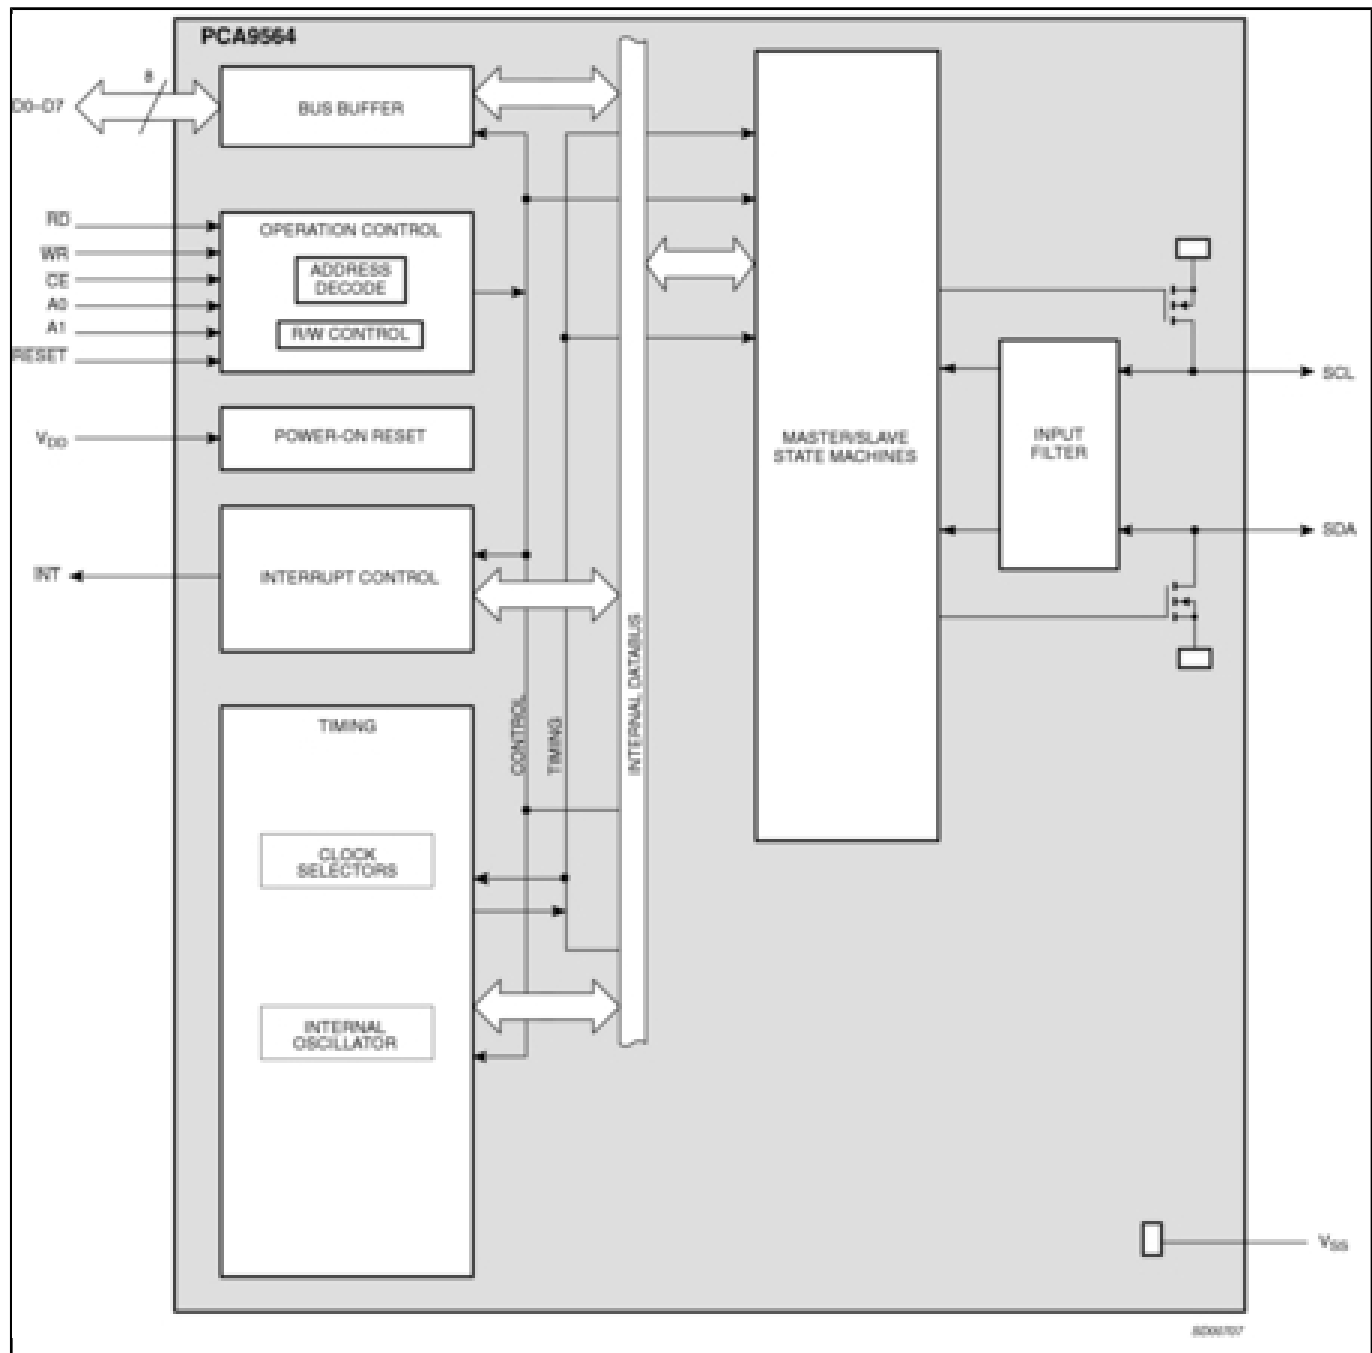 PCA9564
8
D0–D7
BUS BUFFER
RD
WR
CE
A0
A1
RESET
OPERATION CONTROL
ADDRESS
DECODE
R/W CONTROL
VDD
POWER-ON RESET
INT
INTERRUPT CONTROL
TIMING
CLOCK
SELECTORS
INTERNAL
OSCILLATOR
CONTROL
TIMING
INTERNAL DATABUS
MASTER/SLAVE
STATE MACHINES
INPUT
FILTER
SCL
SDA
VSS